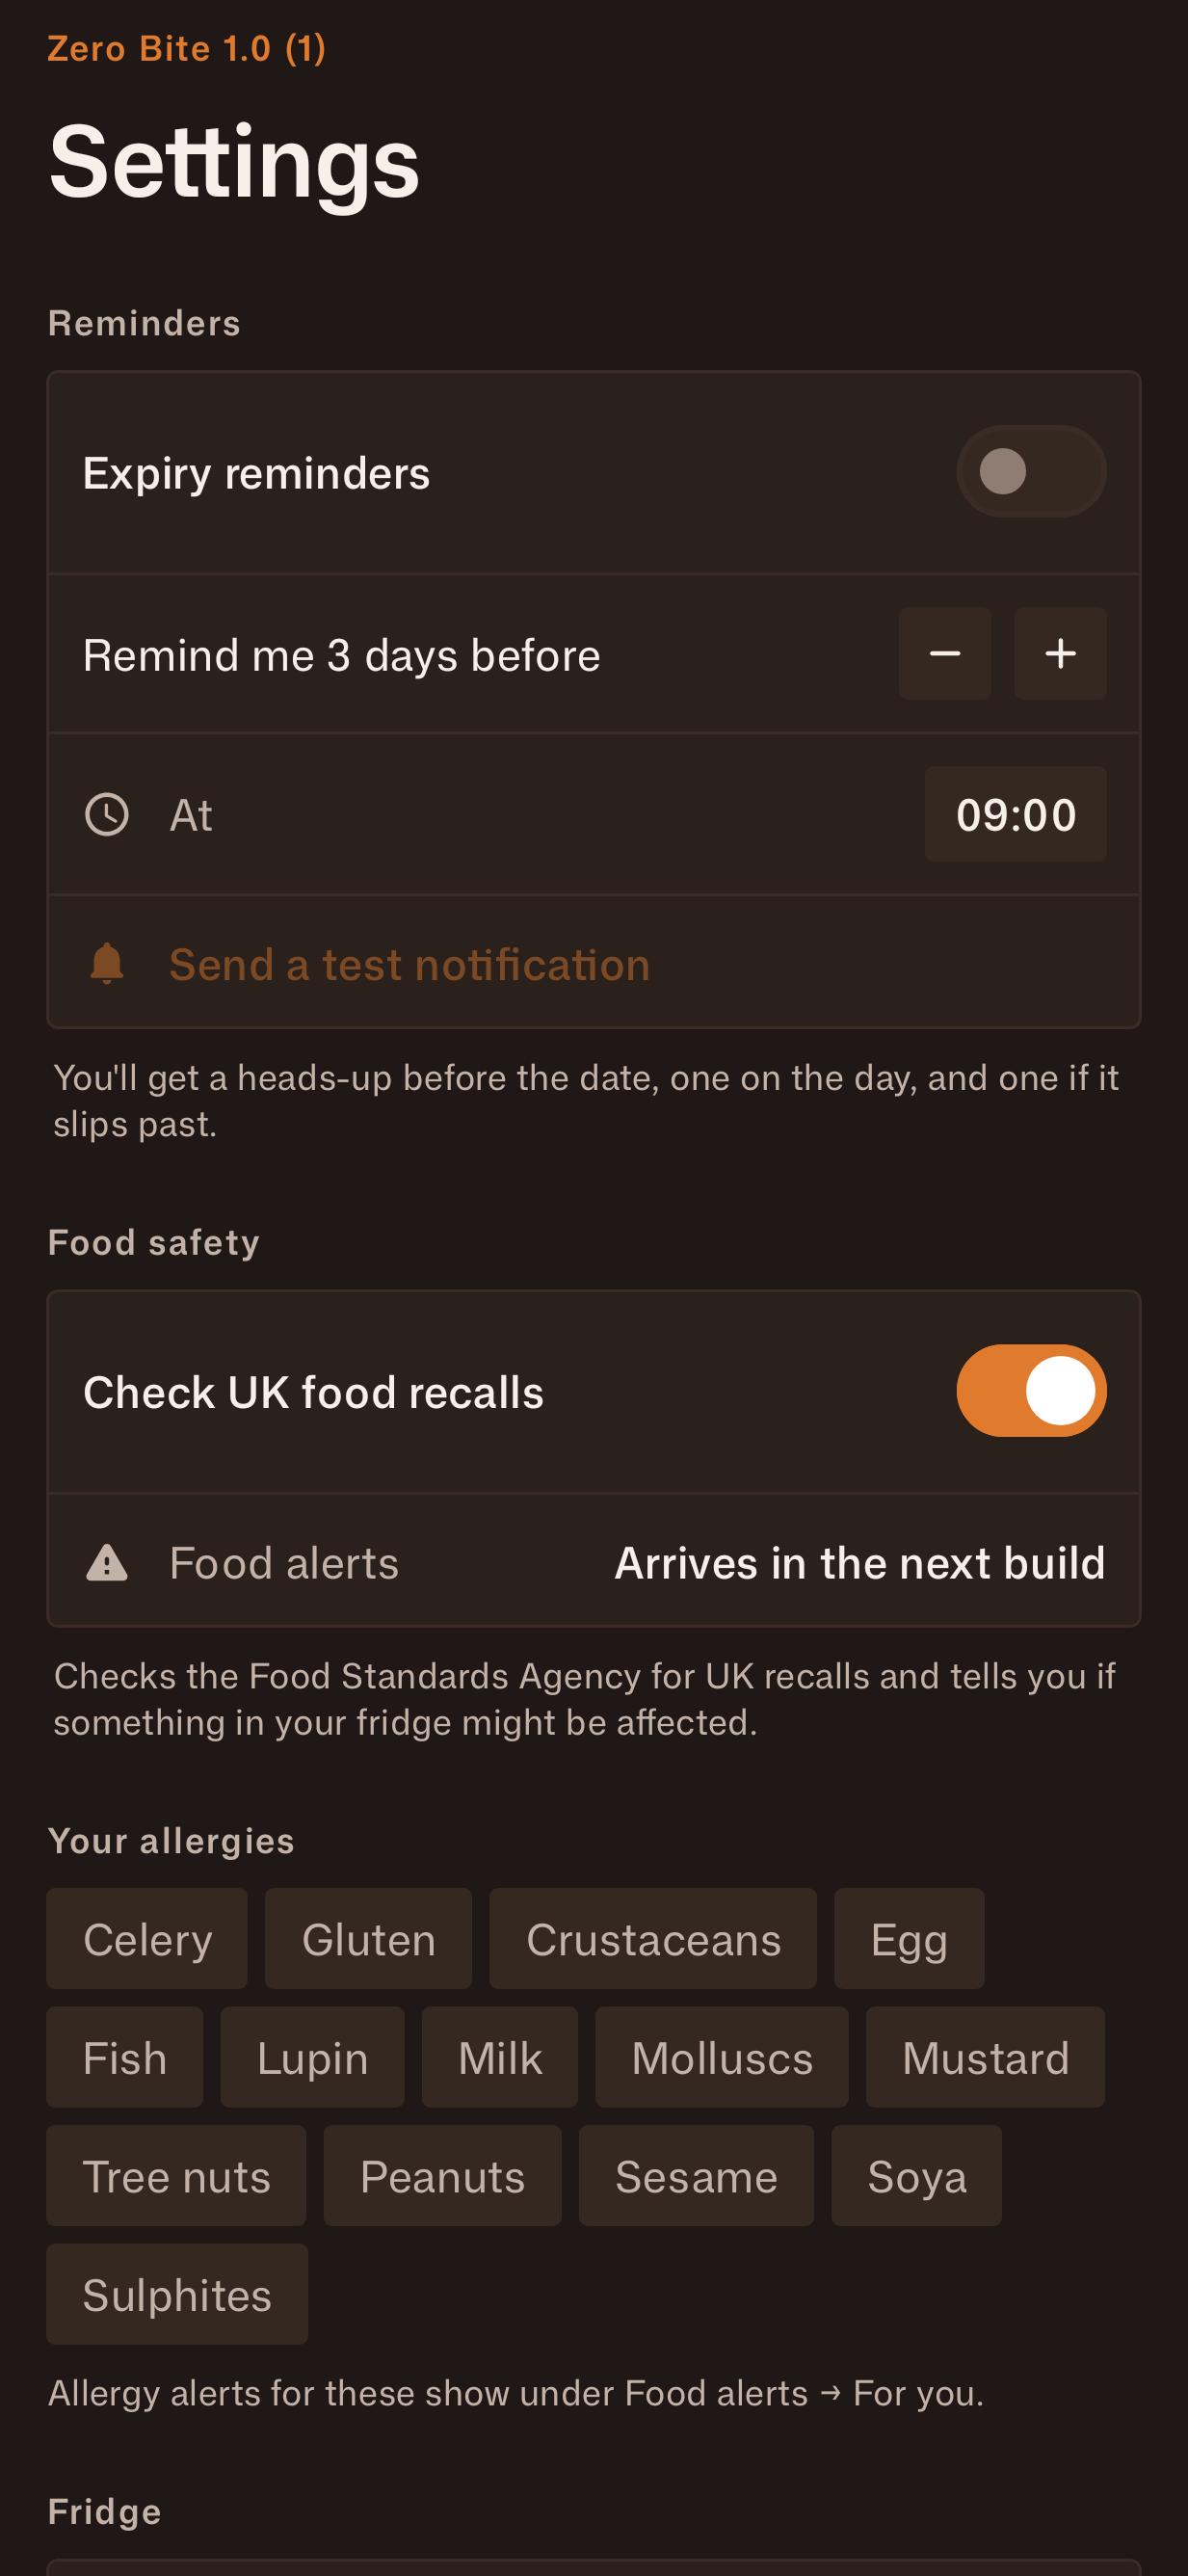 Zero Bite 1.0 (1)
Settings
Reminders
Expiry reminders
Remind me 3 days before
At 09:00
Send a test notification
You'll get a heads-up before the date, one on the day, and one if it
slips past.
Food safety
Check UK food recalls
Food alerts Arrives in the next build
Checks the Food Standards Agency for UK recalls and tells you if
something in your fridge might be affected.
Your allergies
Celery Gluten Crustaceans Egg
Fish Lupin Milk Molluscs Mustard
Tree nuts Peanuts Sesame Soya
Sulphites
Allergy alerts for these show under Food alerts → For you.
Fridge